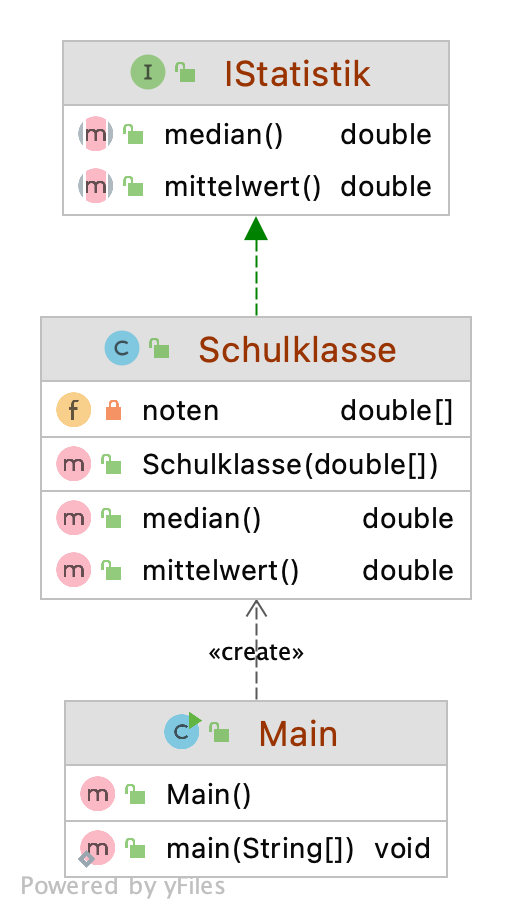 I IStatistik
m median() double
m mittelwert() double
C Schulklasse
f noten double[]
m Schulklasse(double[])
m median() double
m mittelwert() double
«create»
C Main
m Main()
m main(String[]) void
Powered by yFiles